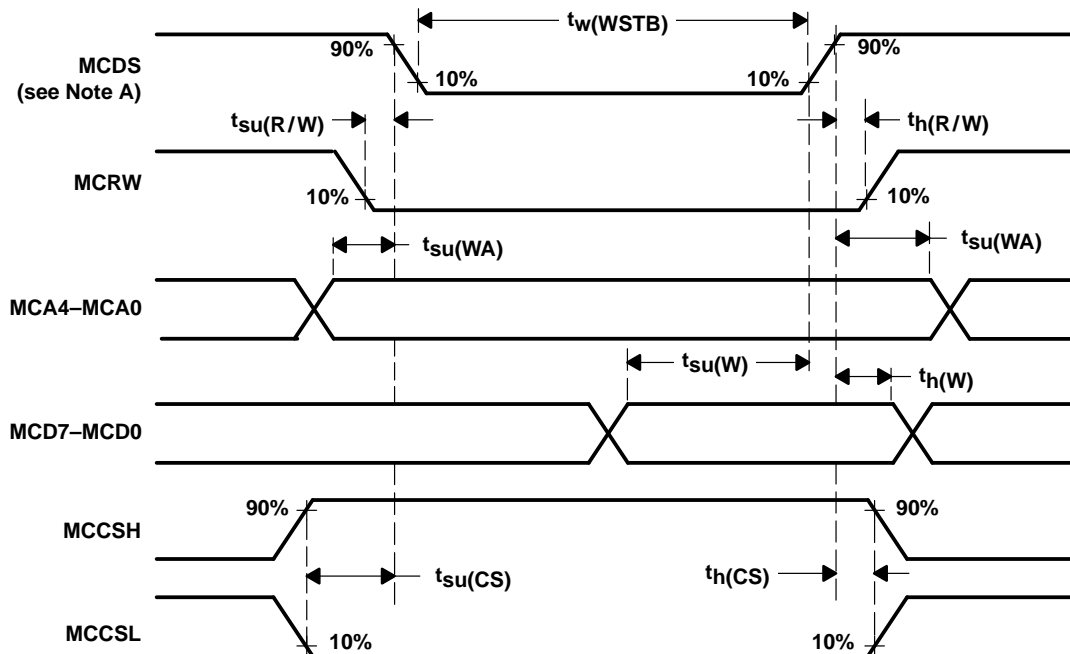 tw(WSTB)
90%
90%
MCDS
(see Note A)
10%
10%
tsu(R/W)
th(R/W)
MCRW
10%
10%
tsu(WA)
tsu(WA)
MCA4–MCA0
tsu(W)
th(W)
MCD7–MCD0
90%
90%
MCCSH
tsu(CS)
th(CS)
MCCSL
10%
10%